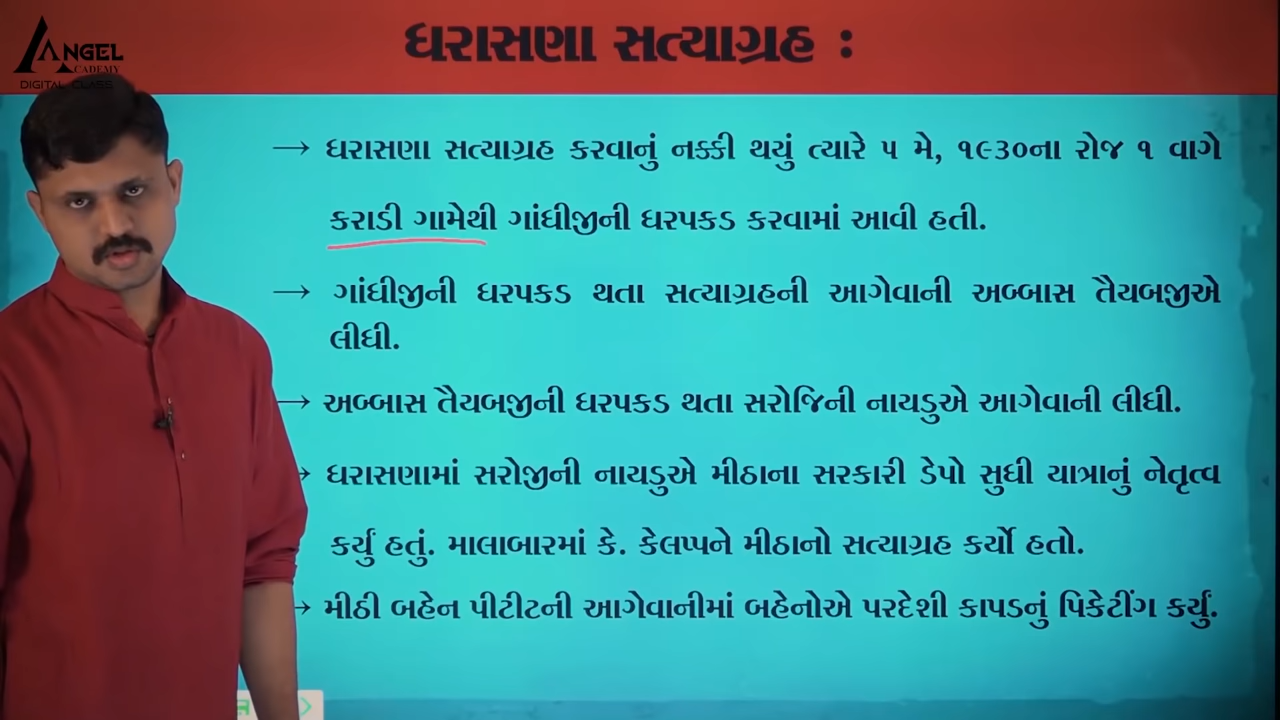 ANGEL
ACADEMY
DIGITAL CLASS
ધરાસણા સત્યાગ્રહ :
→ ધરાસણા સત્યાગ્રહ કરવાનું નક્કી થયું ત્યારે ૫ મે, ૧૯૩૦ના રોજ ૧ વાગે
કરાડી ગામેથી ગાંધીજીની ધરપકડ કરવામાં આવી હતી.
→ ગાંધીજીની ધરપકડ થતા સત્યાગ્રહની આગેવાની અબ્બાસ તૈયબજીએ
લીધી.
→ અબ્બાસ તૈયબજીની ધરપકડ થતા સરોજિની નાયડુએ આગેવાની લીધી.
→ ધરાસણામાં સરોજીની નાયડુએ મીઠાના સરકારી ડેપો સુધી યાત્રાનું નેતૃત્વ
કર્યું હતું. માલાબારમાં કે. કેલપ્પને મીઠાનો સત્યાગ્રહ કર્યો હતો.
→ મીઠી બહેન પીટીટની આગેવાનીમાં બહેનોએ પરદેશી કાપડનું પિકેટીંગ કર્યું.